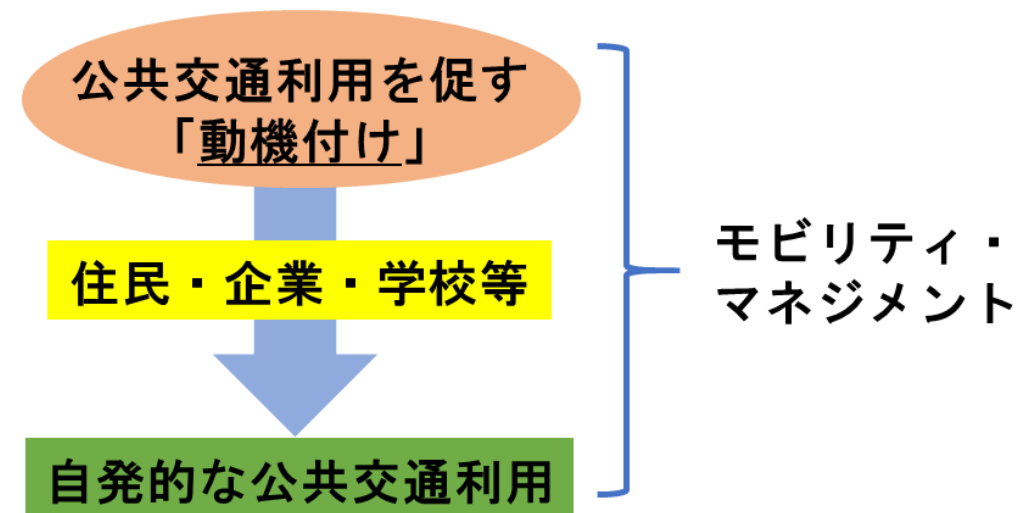 公共交通利用を促す
「動機付け」
住民・企業・学校等
自発的な公共交通利用
モビリティ・
マネジメント